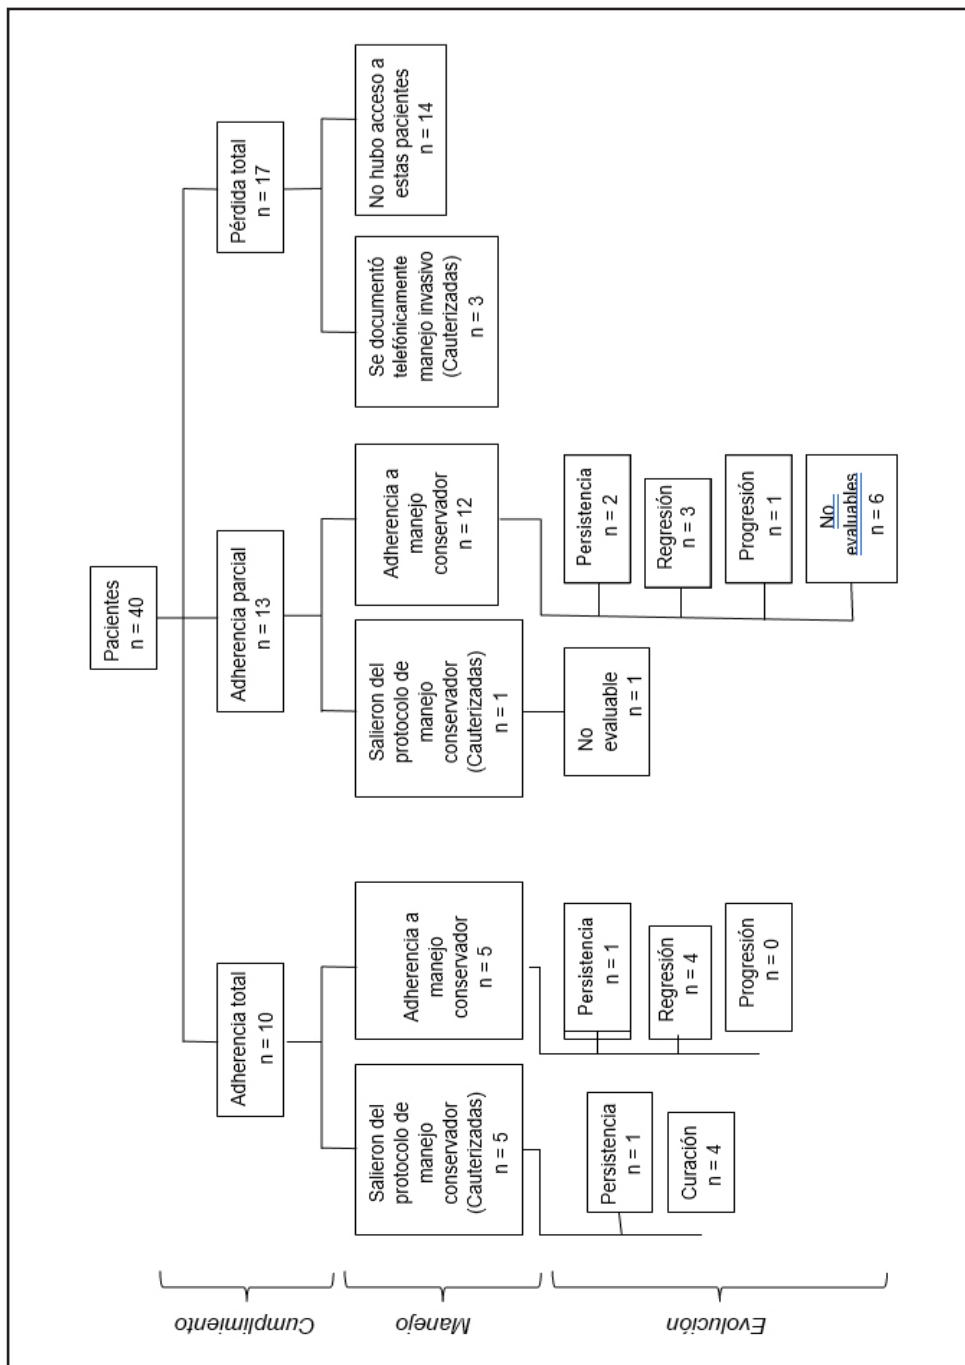 Pacientes
n = 40
Cumplimiento
Adherencia total
n = 10
Adherencia parcial
n = 13
Pérdida total
n = 17
Manejo
Salieron del
protocolo de
manejo
conservador
(Cauterizadas)
n = 5
Adherencia a
manejo
conservador
n = 5
Salieron del
protocolo de
manejo
conservador
(Cauterizadas)
n = 1
Adherencia a
manejo
conservador
n = 12
Se documentó
telefónicamente
manejo invasivo
(Cauterizadas)
n = 3
No hubo acceso a
estas pacientes
n = 14
Evolución
Persistencia
n = 1
Curación
n = 4
Persistencia
n = 1
Regresión
n = 4
Progresión
n = 0
No
evaluable
n = 1
Persistencia
n = 2
Regresión
n = 3
Progresión
n = 1
No
evaluables
n = 6